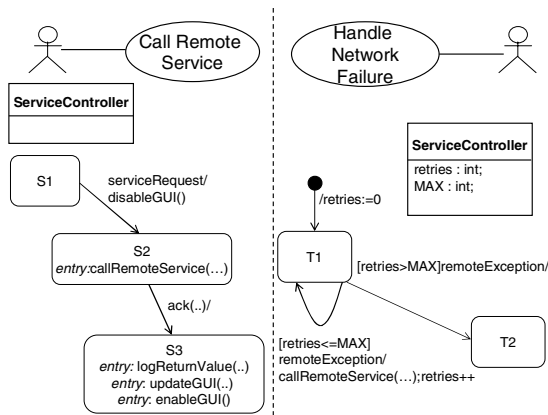 Call Remote
Service
ServiceController
S1
serviceRequest/
disableGUI()
S2
entry:callRemoteService(…)
ack(..)/
S3
entry: logReturnValue(..)
entry: updateGUI(..)
entry: enableGUI()
Handle
Network
Failure
ServiceController
retries : int;
MAX : int;
/retries:=0
T1
[retries>MAX]remoteException/
T2
[retries<=MAX]
remoteException/
callRemoteService(…);retries++